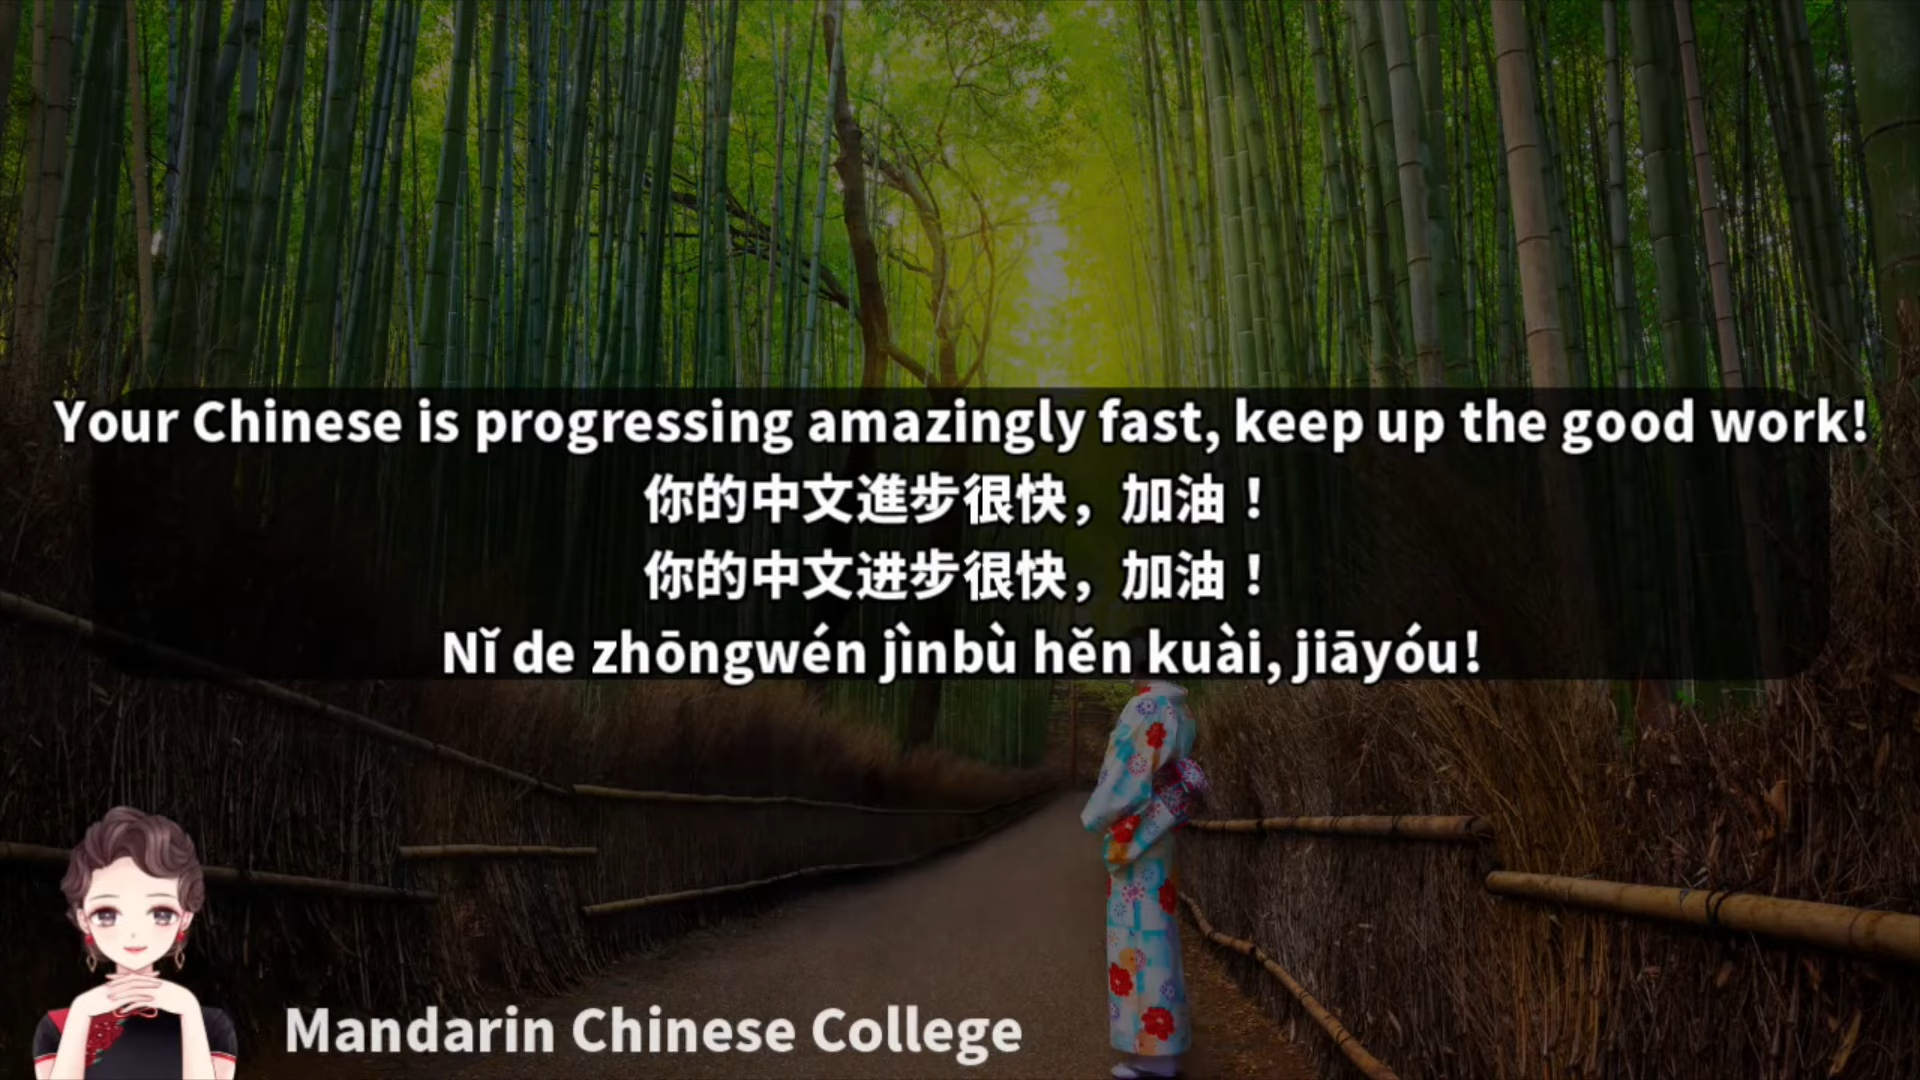 Your Chinese is progressing amazingly fast, keep up the good work!
你的中文進步很快，加油！
你的中文进步很快，加油！
Nǐ de zhōngwén jìnbù hěn kuài, jiāyóu!
Mandarin Chinese College